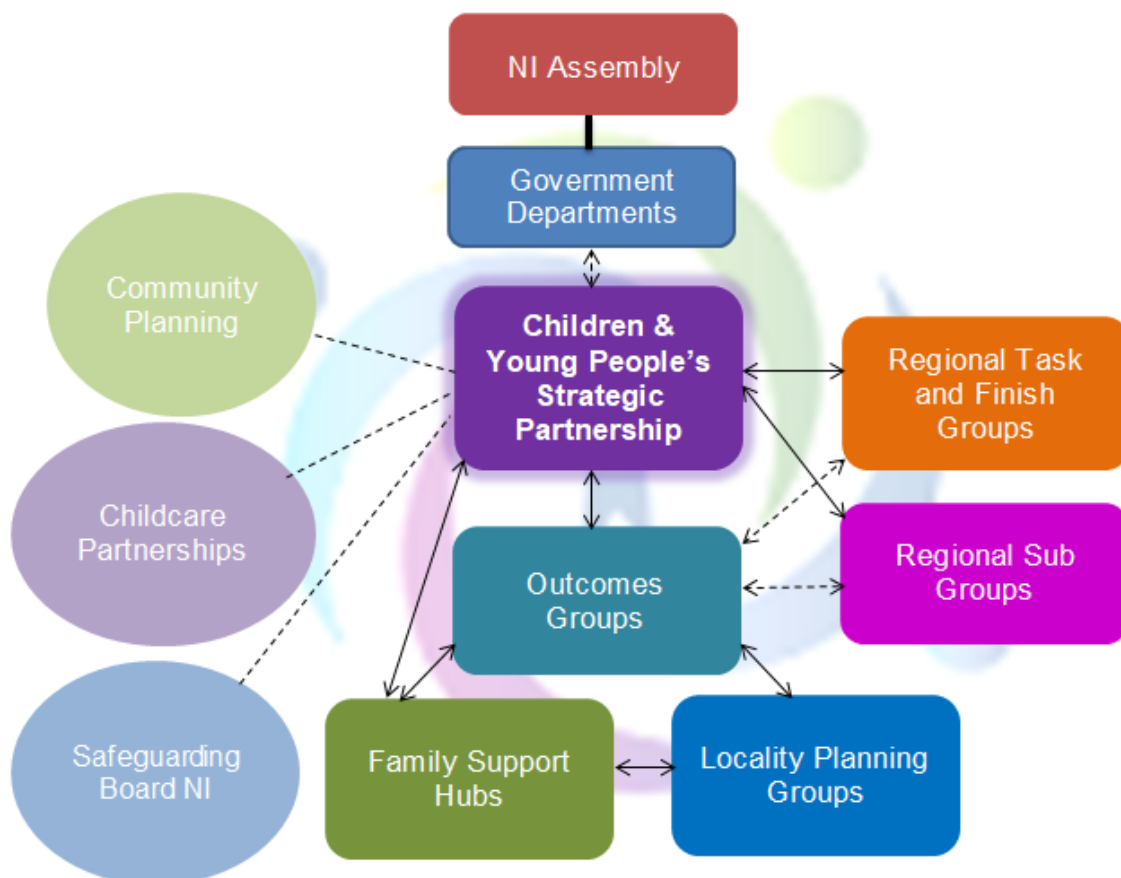 NI Assembly
Government
Departments
Community
Planning
Children &
Young People's
Strategic
Partnership
Regional Task
and Finish
Groups
Childcare
Partnerships
Outcomes
Groups
Regional Sub
Groups
Safeguarding
Board NI
Family Support
Hubs
Locality Planning
Groups